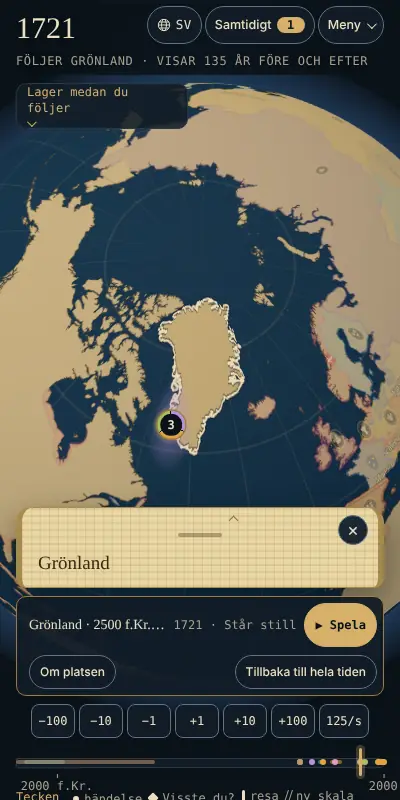 1721
SV
Samtidigt 1
Meny
FÖLJER GRÖNLAND · VISAR 135 ÅR FÖRE OCH EFTER
Lager medan du
följer
3
Grönland
Grönland · 2500 f.Kr.… 1721 · Står still
▶ Spela
Om platsen
Tillbaka till hela tiden
−100
−10
−1
+1
+10
+100
125/s
2000 f.Kr.
2000
Tecken ● händelse ◆ Visste du? | resa // ny skala